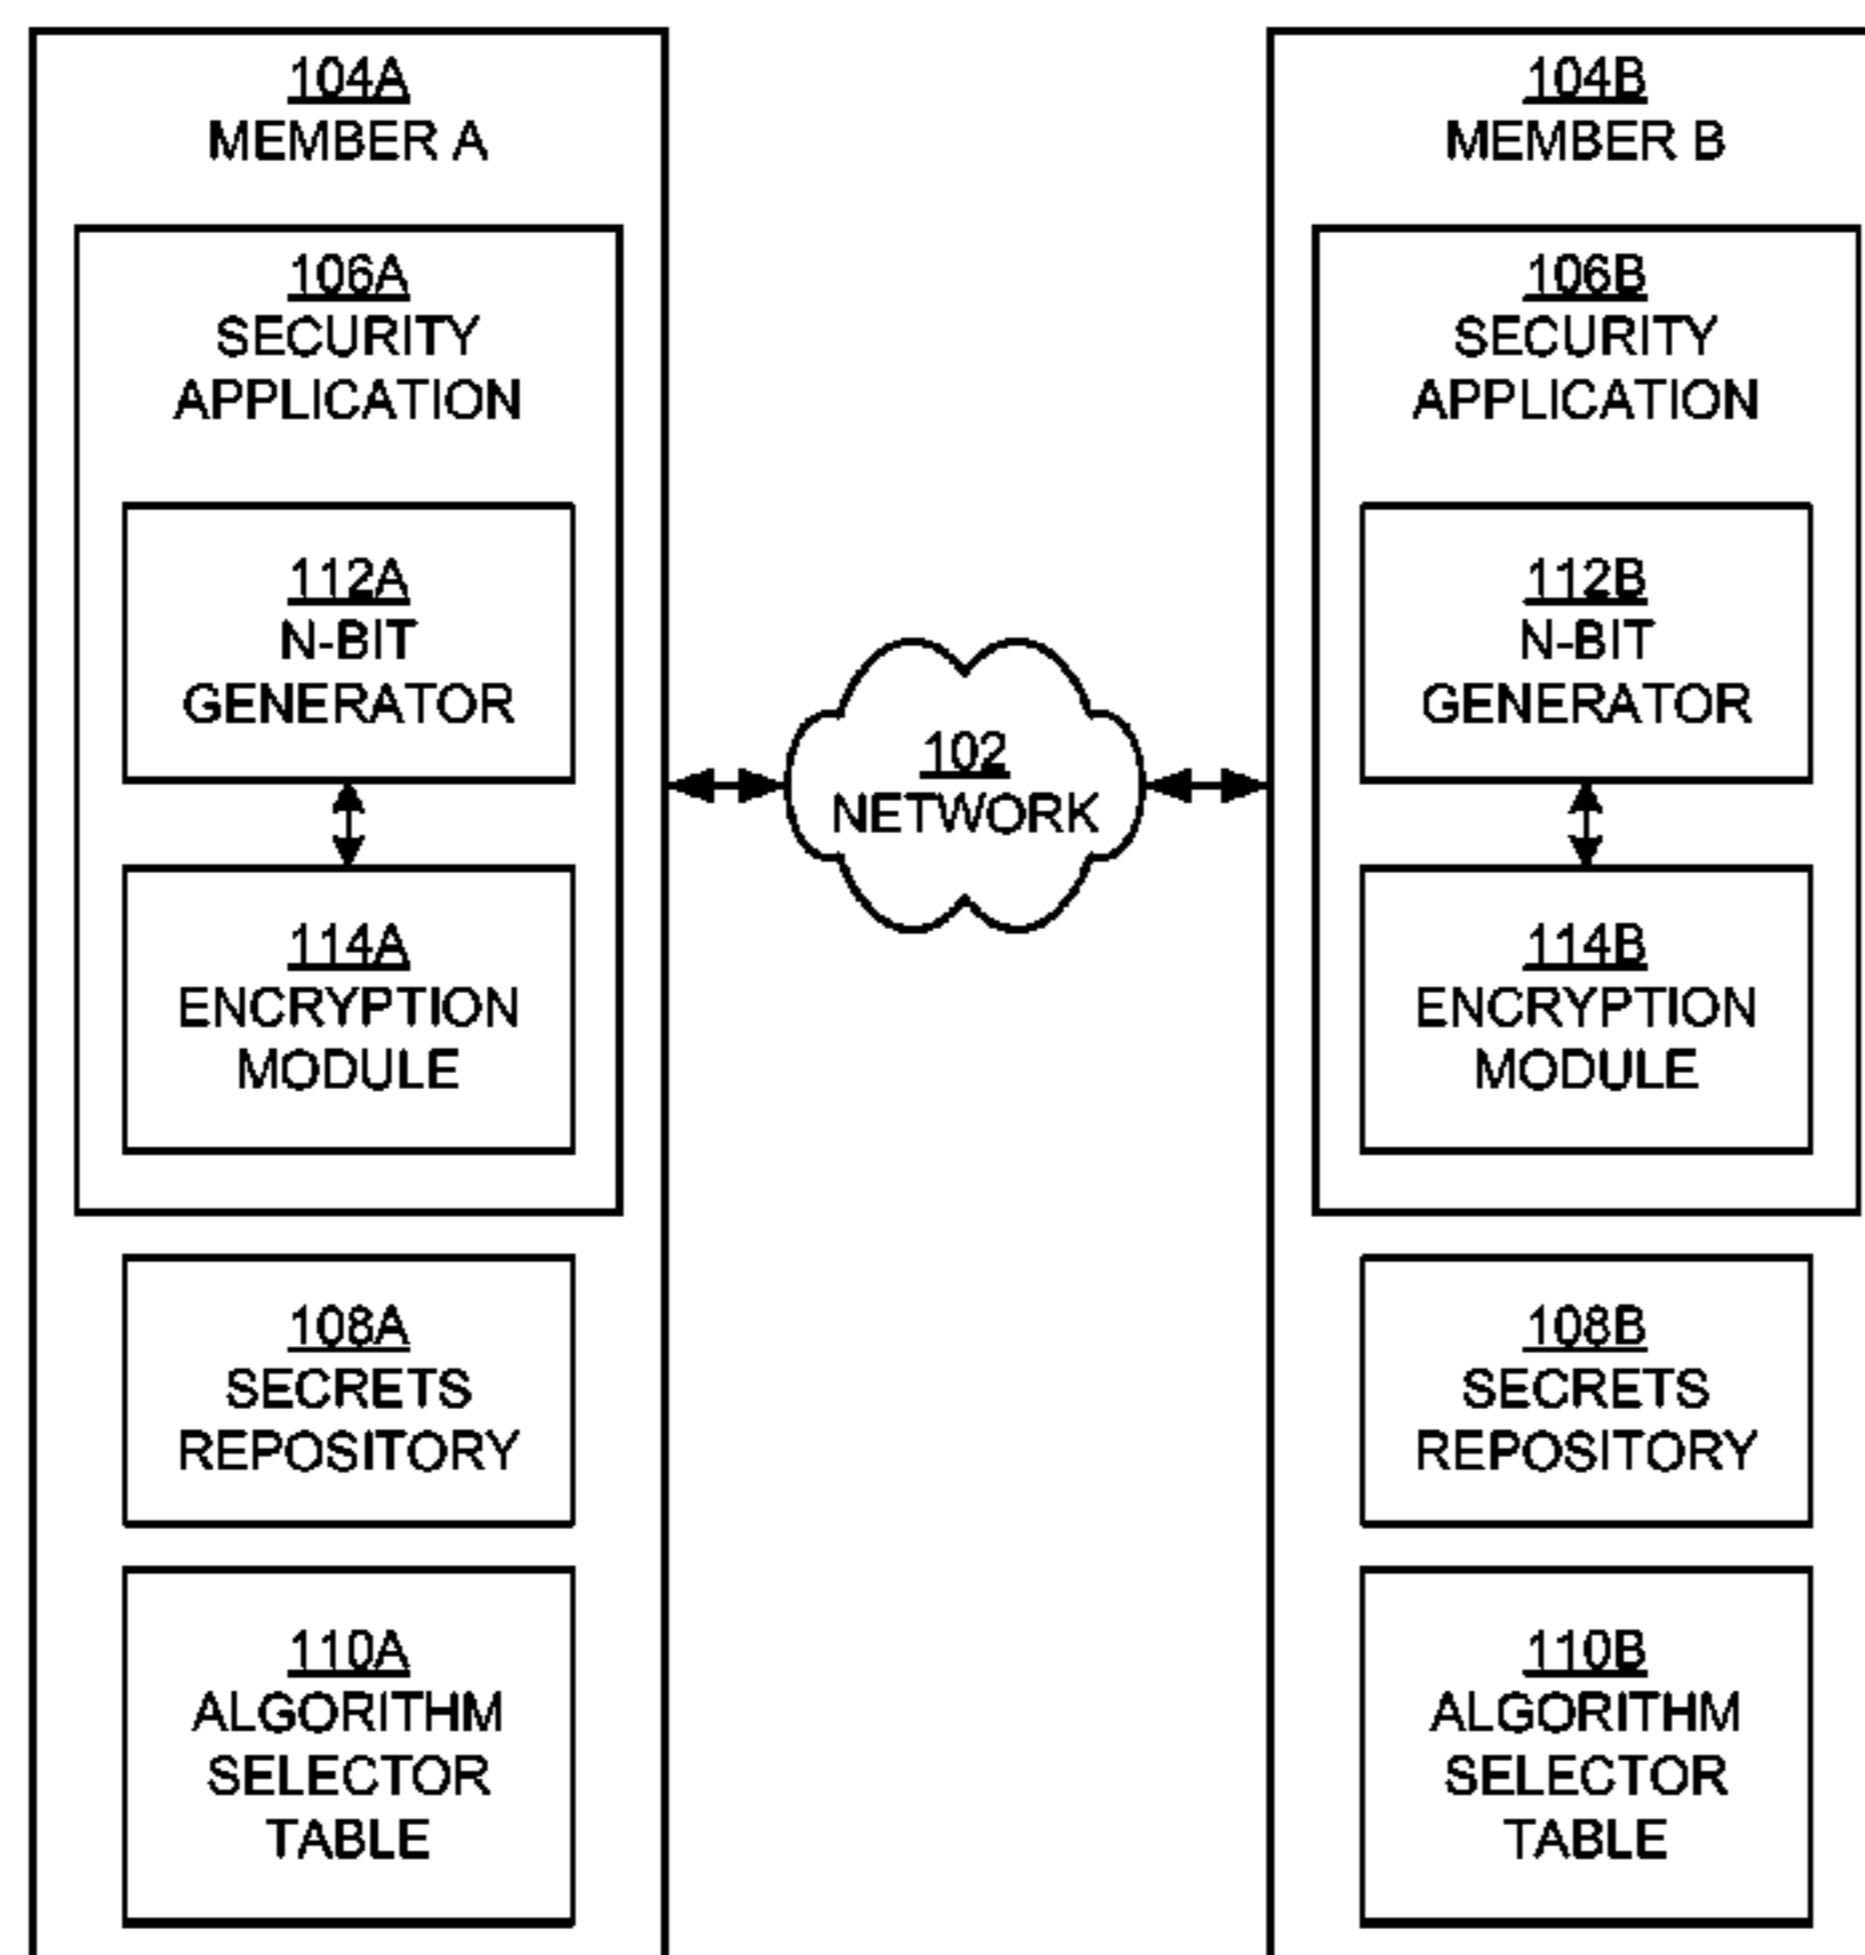 104A
MEMBER A
106A
SECURITY
APPLICATION
112A
N-BIT
GENERATOR
114A
ENCRYPTION
MODULE
108A
SECRETS
REPOSITORY
110A
ALGORITHM
SELECTOR
TABLE
102
NETWORK
104B
MEMBER B
106B
SECURITY
APPLICATION
112B
N-BIT
GENERATOR
114B
ENCRYPTION
MODULE
108B
SECRETS
REPOSITORY
110B
ALGORITHM
SELECTOR
TABLE